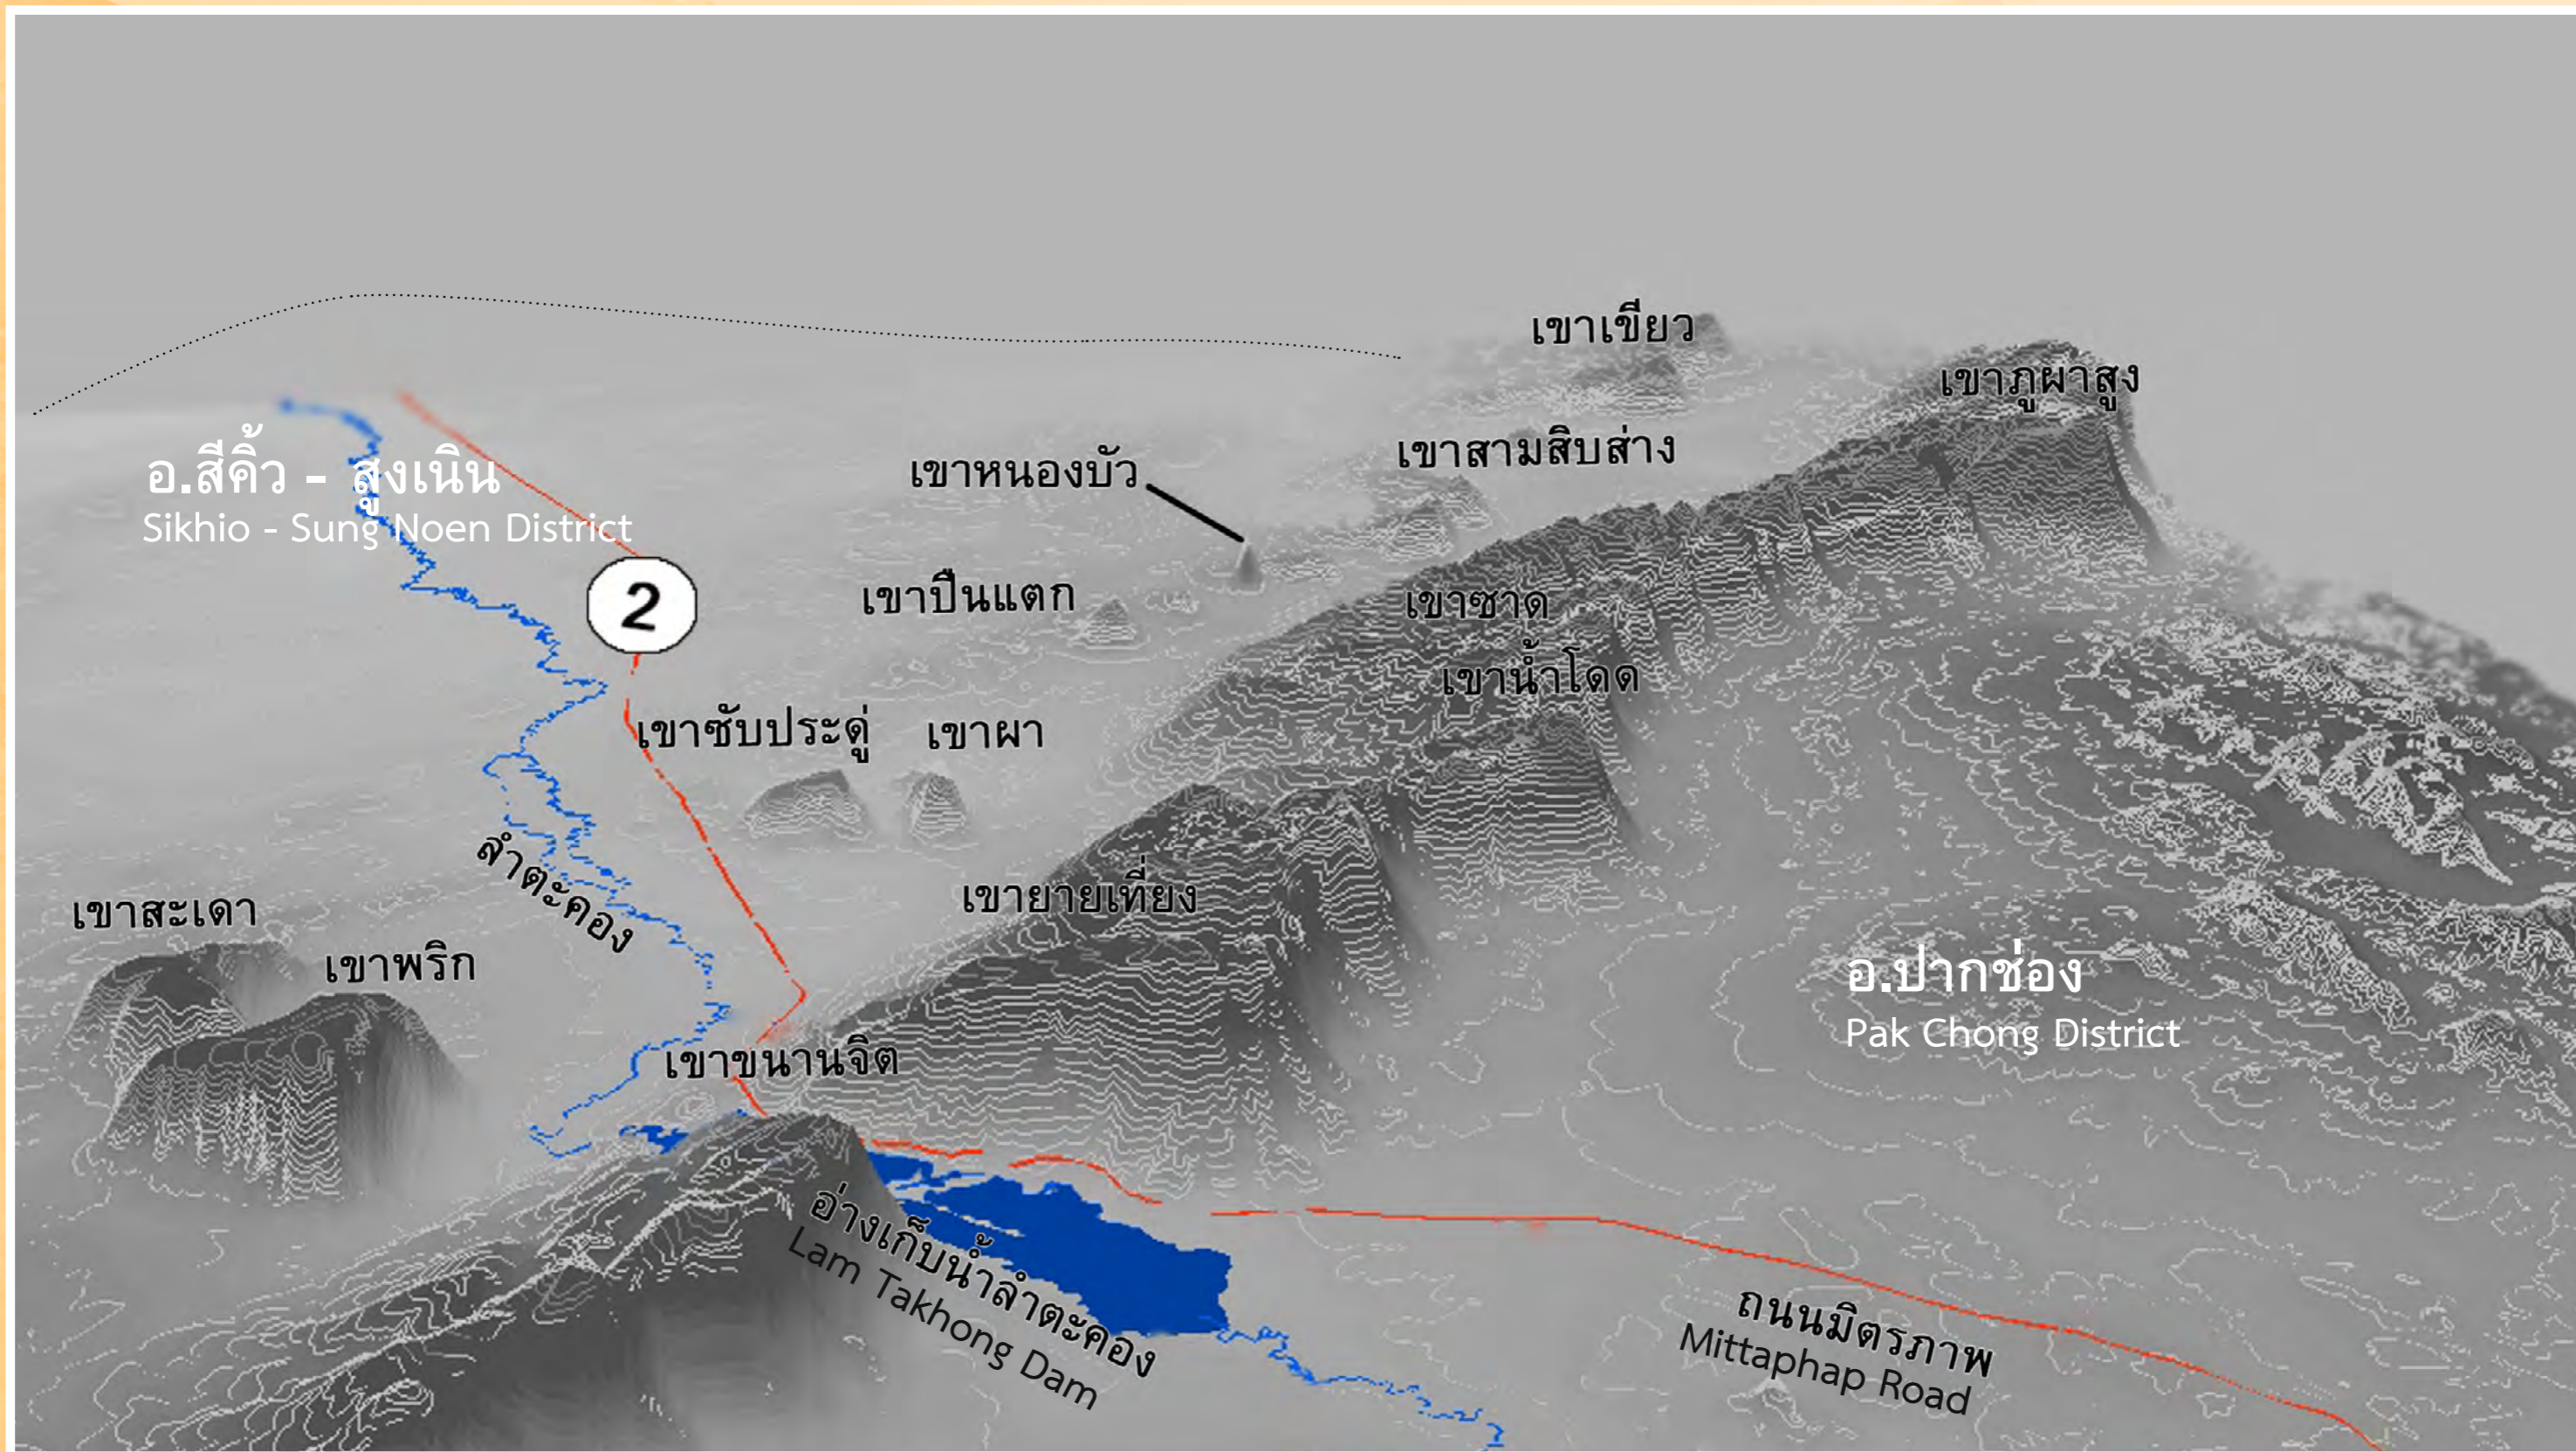 เขาเขียว
เขาภูผาสูง
เขาสามสิบส่าง
เขาหนองบัว
อ.สีคิ้ว - สูงเนิน
Sikhio - Sung Noen District
2
เขาปืนแตก
เขาซาด
เขาน้ำโดด
เขาซับประดู่
เขาผา
ลำตะคอง
เขายายเที่ยง
เขาสะเดา
เขาพริก
อ.ปากช่อง
Pak Chong District
เขาขนานจิต
อ่างเก็บน้ำลำตะคอง
Lam Takhong Dam
ถนนมิตรภาพ
Mittaphap Road